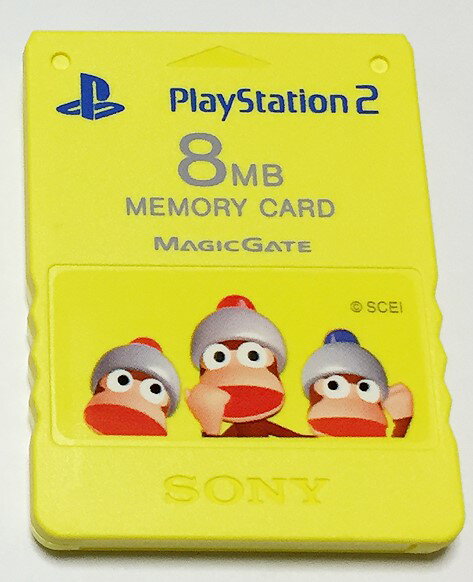 PlayStation 2
8MB
MEMORY CARD
MAGICGATE
© SCEI
SONY